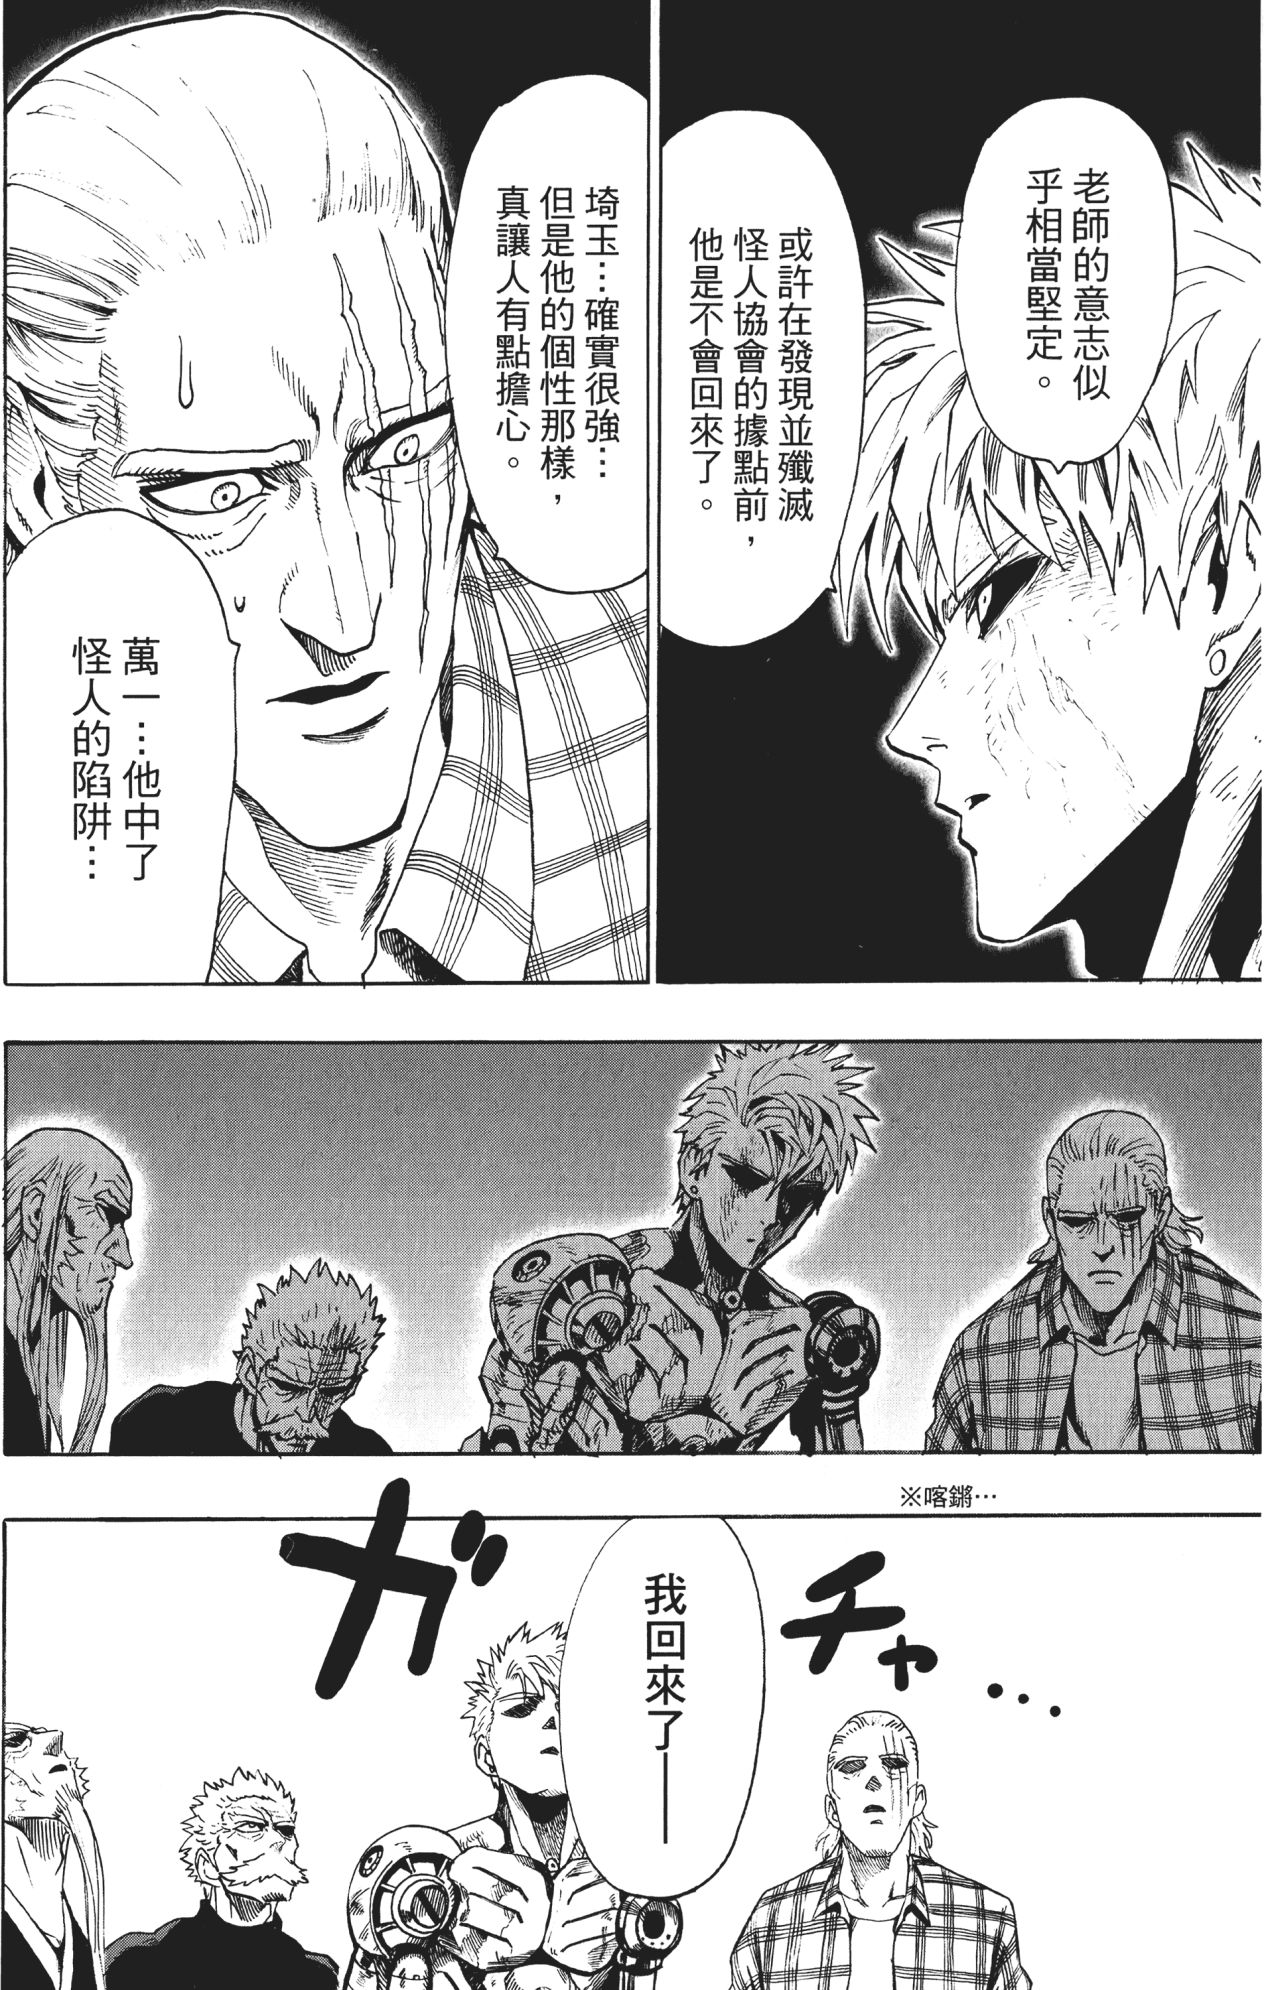 老師的意志似
乎相當堅定。
或許在發現並殲滅
怪人協會的據點前，
他是不會回來了。
埼玉…確實很強…
但是他的個性那樣，
真讓人有點擔心。
萬一…他中了
怪人的陷阱…
※喀鏘…
ガチャ…
我回來了——